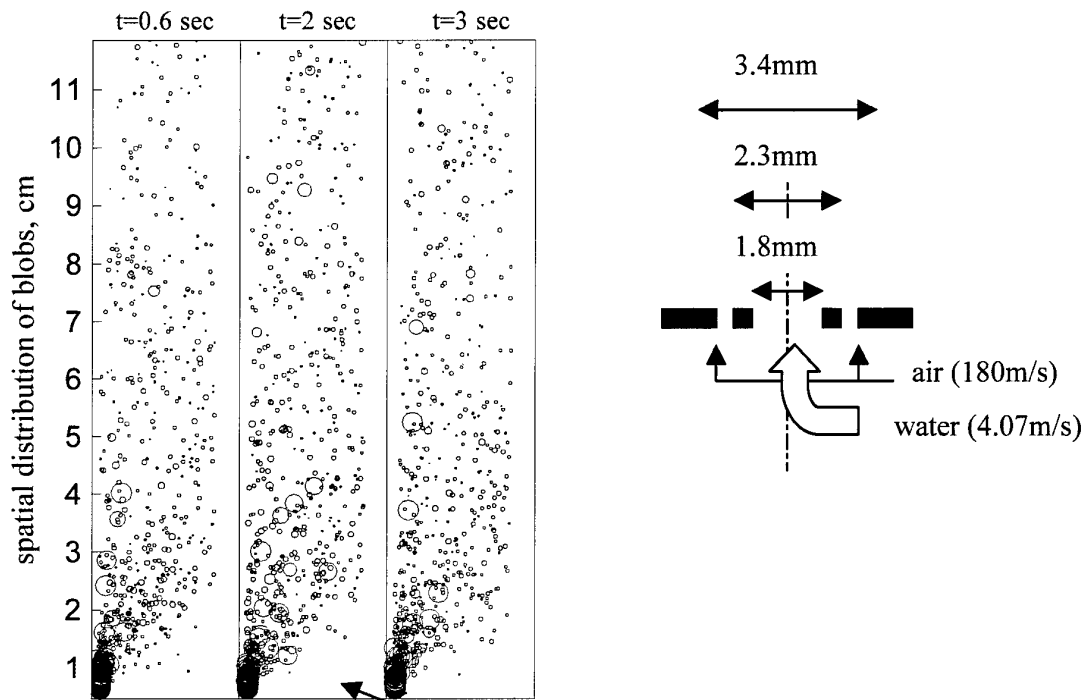 t=0.6 sec t=2 sec t=3 sec
spatial distribution of blobs, cm
11
10
9
8
7
6
5
4
3
2
1
3.4mm
2.3mm
1.8mm
air (180m/s)
water (4.07m/s)